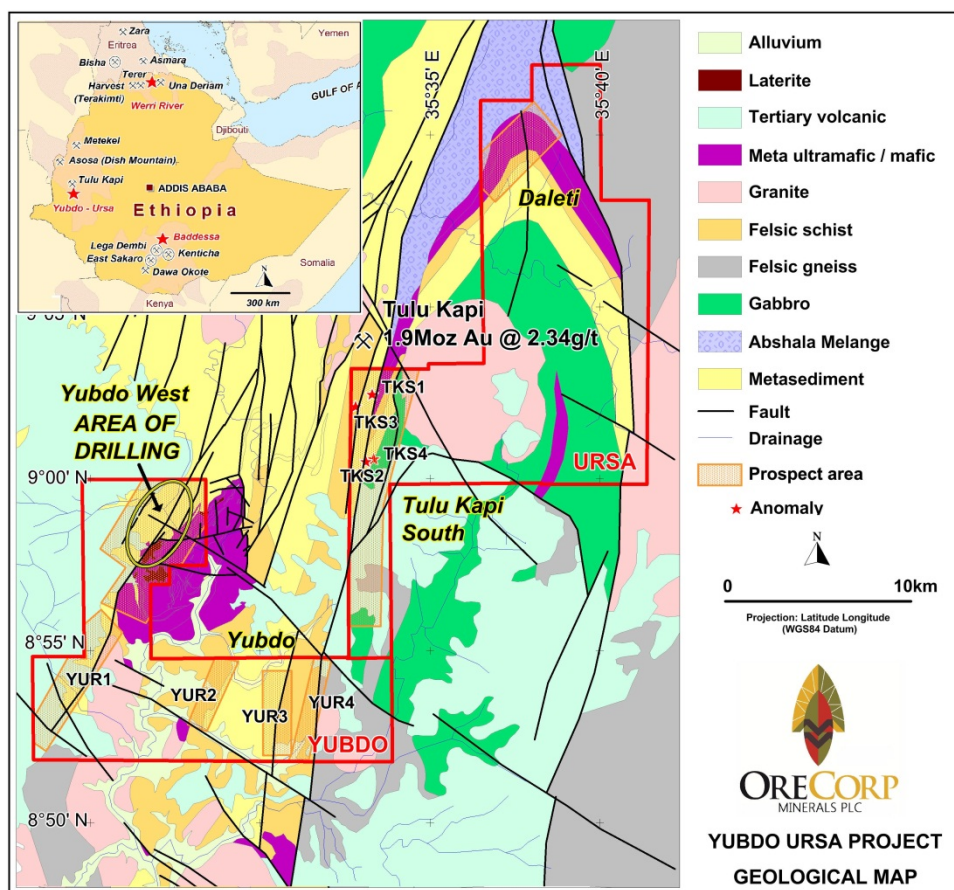 Zara
Eritrea
Yemen
Bisha
Asmara
Terer
Harvest
(Terakimti)
Una Deriam
Werri River
GULF OF
Djibouti
Metekel
Asosa (Dish Mountain)
Tulu Kapi
ADDIS ABABA
Yubdo - Ursa
Ethiopia
Baddessa
Lega Dembi
Kenticha
East Sakaro
Dawa Okote
Somalia
Kenya
N
300 km
35°35' E
35°40' E
Daleti
Tulu Kapi
1.9Moz Au @ 2.34g/t
Yubdo West
AREA OF
DRILLING
TKS1
TKS3
TKS4
TKS2
URSA
9°00' N
Tulu Kapi
South
8°55' N
Yubdo
YUR1
YUR2
YUR3
YUR4
YUBDO
8°50' N
Alluvium
Laterite
Tertiary volcanic
Meta ultramafic / mafic
Granite
Felsic schist
Felsic gneiss
Gabbro
Abshala Melange
Metasediment
Fault
Drainage
Prospect area
Anomaly
N
0 10km
Projection: Latitude Longitude
(WGS84 Datum)
ORECORP
MINERALS PLC
YUBDO URSA PROJECT
GEOLOGICAL MAP